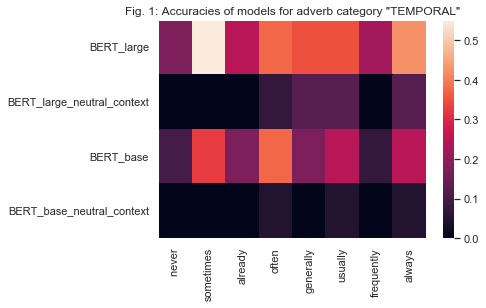 Fig. 1: Accuracies of models for adverb category "TEMPORAL"
BERT_large
BERT_large_neutral_context
BERT_base
BERT_base_neutral_context
never
sometimes
already
often
generally
usually
frequently
always
0.5
0.4
0.3
0.2
0.1
0.0